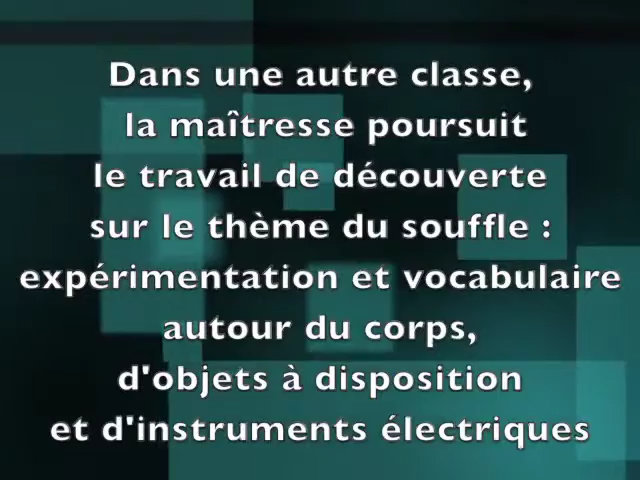 Dans une autre classe,
la maîtresse poursuit
le travail de découverte
sur le thème du souffle :
expérimentation et vocabulaire
autour du corps,
d'objets à disposition
et d'instruments électriques